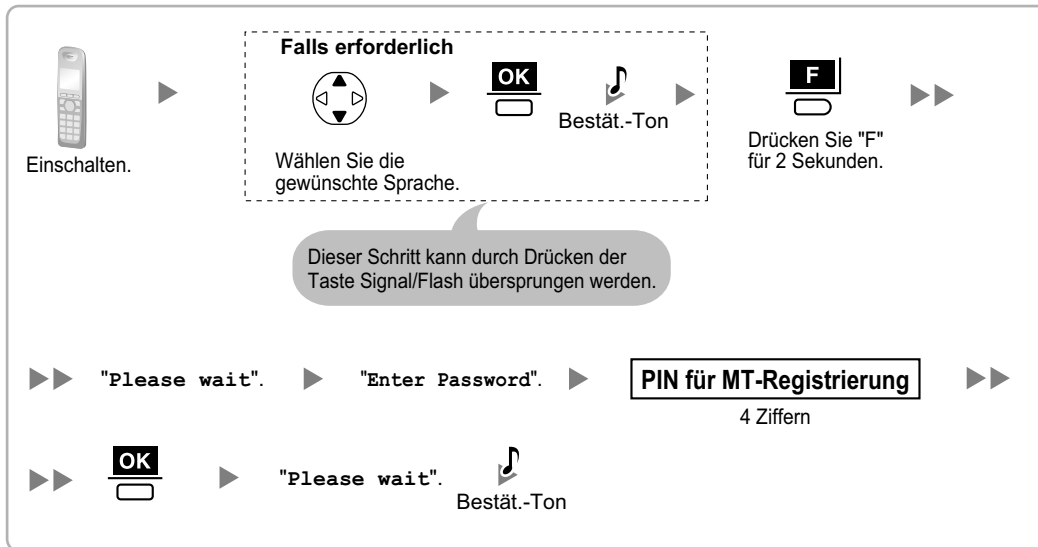 Falls erforderlich
OK
F
Bestät.-Ton
Einschalten.
Wählen Sie die
gewünschte Sprache.
Drücken Sie "F"
für 2 Sekunden.
Dieser Schritt kann durch Drücken der
Taste Signal/Flash übersprungen werden.
"Please wait".
"Enter Password".
PIN für MT-Registrierung
4 Ziffern
OK
"Please wait".
Bestät.-Ton